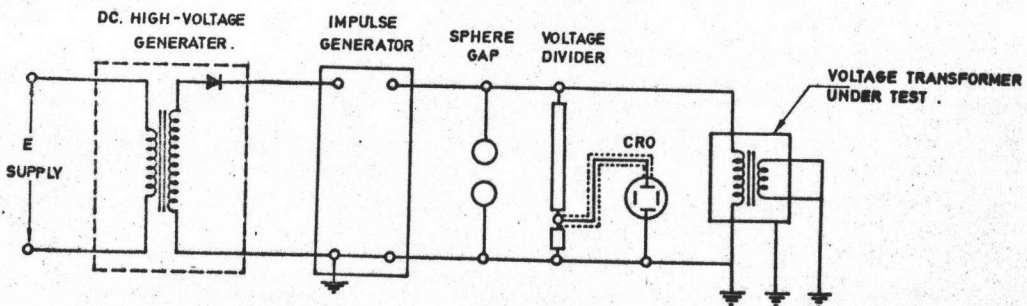 DC. HIGH-VOLTAGE
GENERATER.
IMPULSE
GENERATOR
SPHERE
GAP
VOLTAGE
DIVIDER
VOLTAGE TRANSFORMER
UNDER TEST
CRO
E
SUPPLY